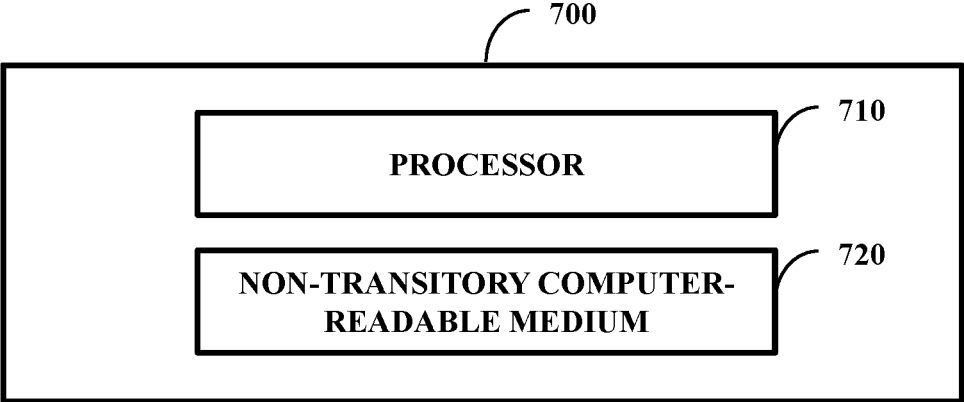 700
710
PROCESSOR
720
NON-TRANSITORY COMPUTER-
READABLE MEDIUM